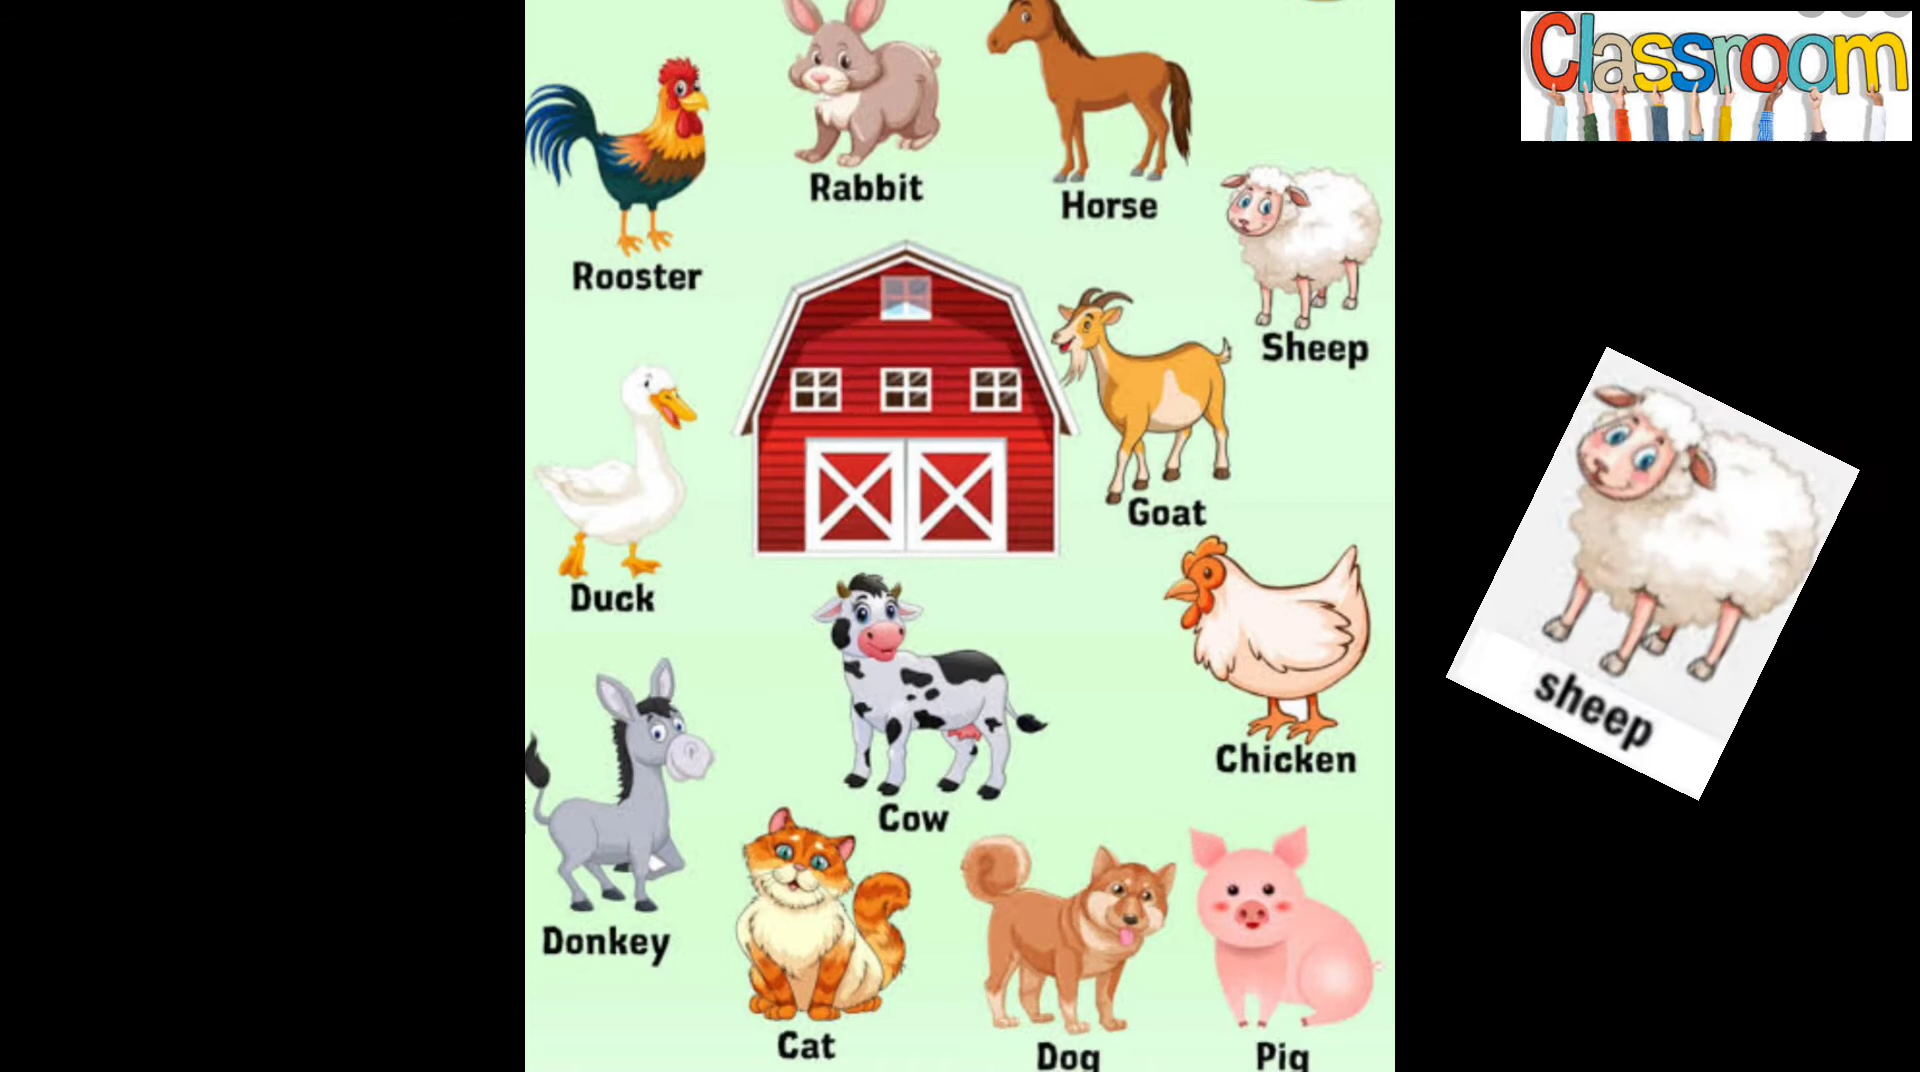 Classroom
Rabbit
Horse
Rooster
Sheep
Goat
Duck
sheep
Chicken
Cow
Donkey
Cat
Dog
Pig